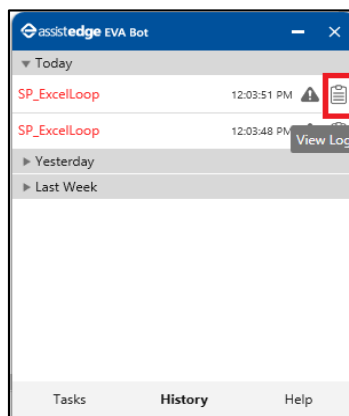 assistedge EVA Bot
Today
SP_ExcelLoop 12:03:51 PM
SP_ExcelLoop 12:03:48 PM
View Log
Yesterday
Last Week
Tasks History Help